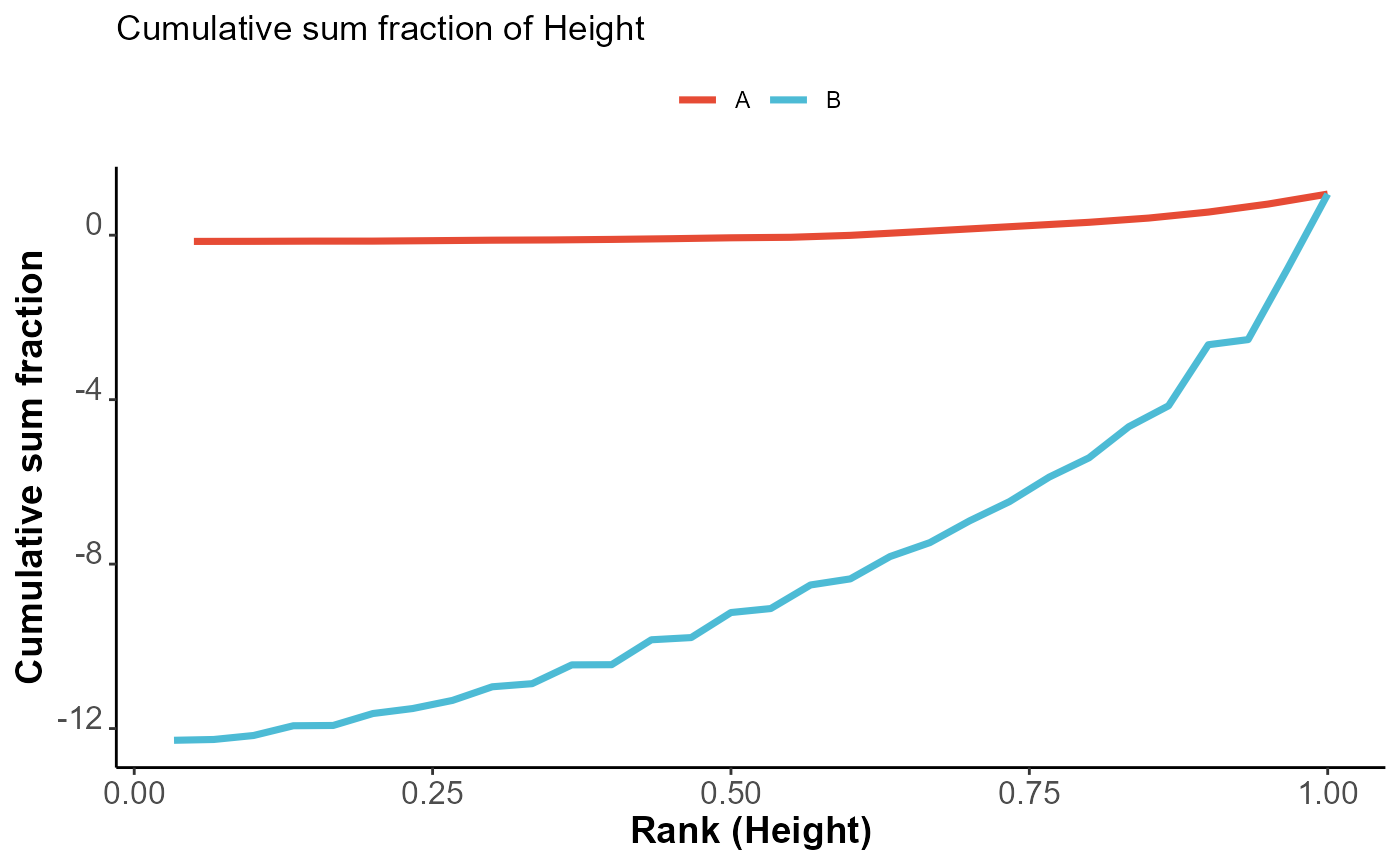 Cumulative sum fraction of Height
A B
Cumulative sum fraction
0
-4
-8
-12
0.00 0.25 0.50 0.75 1.00
Rank (Height)